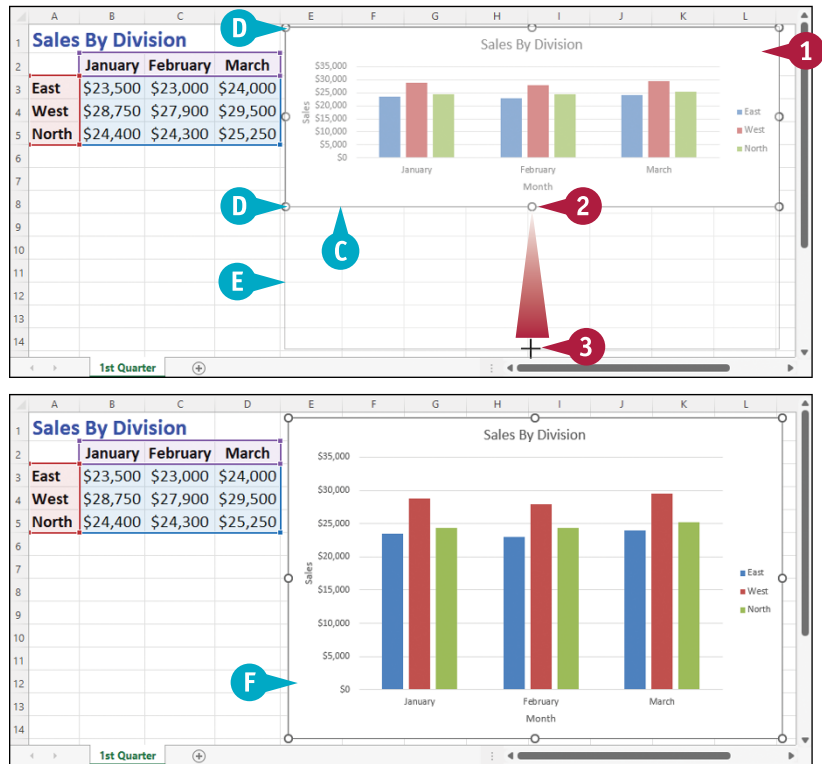 A B C E F G H I J K L
D
1 Sales By Division
Sales By Division
1
2 January February March
3 East $23,500 $23,000 $24,000
4 West $28,750 $27,900 $29,500
5 North $24,400 $24,300 $25,250
6
7
8
9
10
11
12
13
14
$35,000
$30,000
$25,000
$20,000
$15,000
$10,000
$5,000
$0
Sales
January February March
Month
East
West
North
D
2
C
E
3
1st Quarter
A B C D E F G H I J K L
1 Sales By Division
Sales By Division
2 January February March
3 East $23,500 $23,000 $24,000
4 West $28,750 $27,900 $29,500
5 North $24,400 $24,300 $25,250
6
7
8
9
10
11
12
13
14
$35,000
$30,000
$25,000
$20,000
$15,000
$10,000
$5,000
$0
Sales
January February March
Month
East
West
North
F
1st Quarter